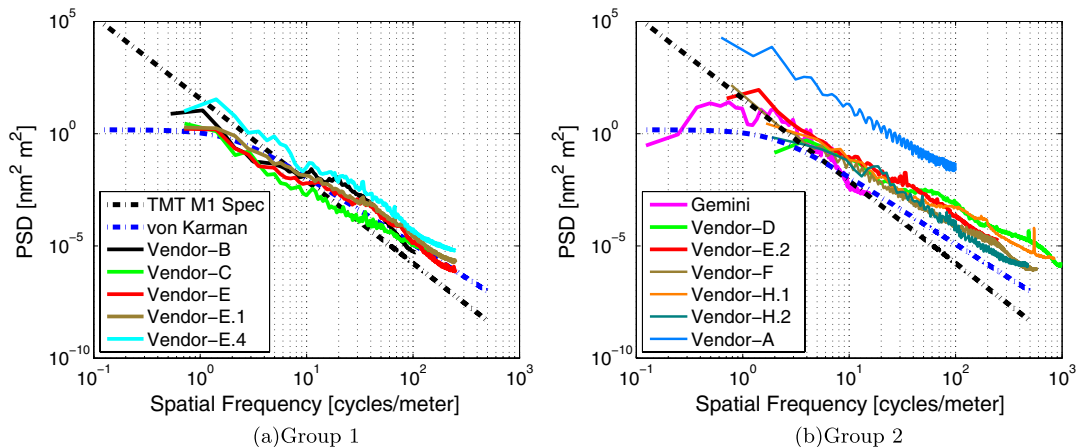 10^5
10^0
10^-5
10^-10
PSD [nm^2 m^2]
TMT M1 Spec
von Karman
Vendor-B
Vendor-C
Vendor-E
Vendor-E.1
Vendor-E.4
10^-1 10^0 10^1 10^2 10^3
Spatial Frequency [cycles/meter]
(a)Group 1
10^5
10^0
10^-5
10^-10
PSD [nm^2 m^2]
Gemini
Vendor-D
Vendor-E.2
Vendor-F
Vendor-H.1
Vendor-H.2
Vendor-A
10^-1 10^0 10^1 10^2 10^3
Spatial Frequency [cycles/meter]
(b)Group 2